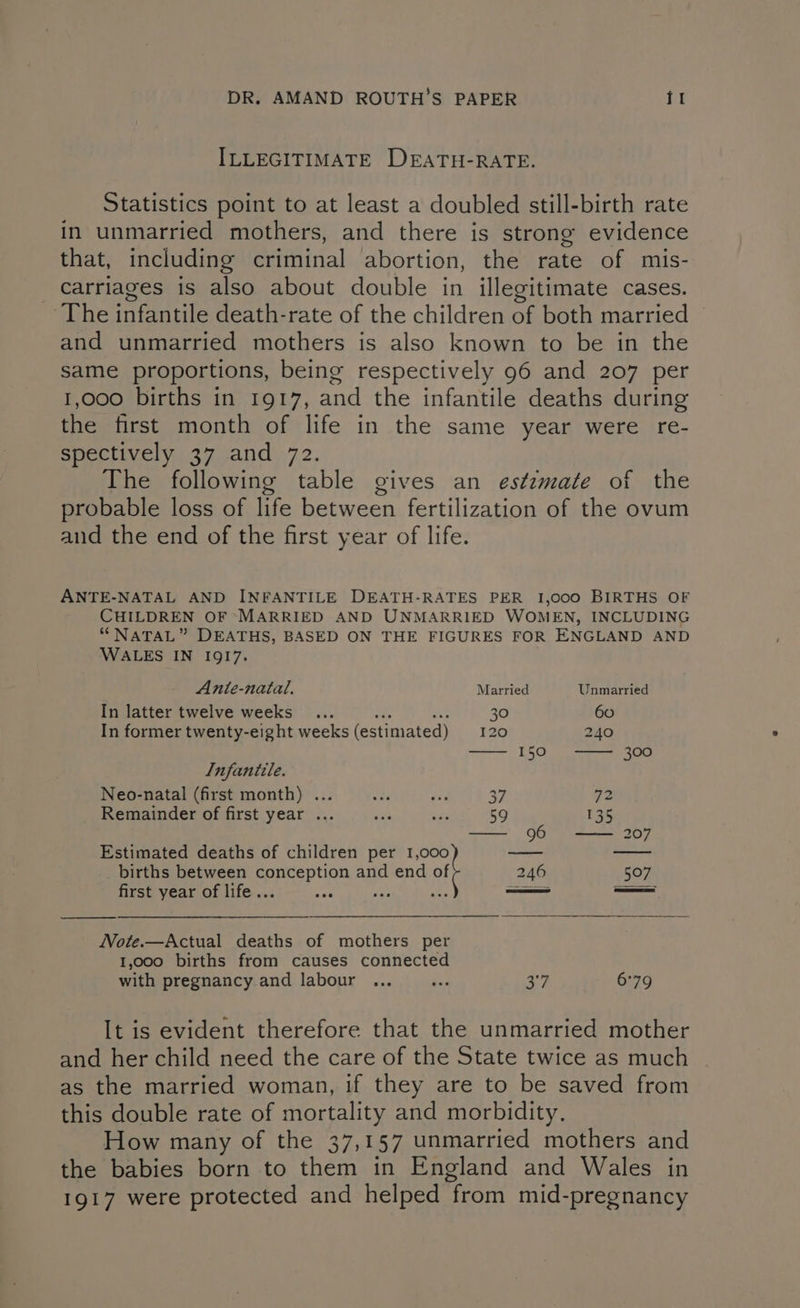 DR. AMAND ROUTH'S PAPER 11
ILLEGITIMATE DEATH-RATE.
Statistics point to at least a doubled still-birth rate
in unmarried mothers, and there is strong evidence
that, including criminal abortion, the rate of mis-
carriages is also about double in illegitimate cases.
The infantile death-rate of the children of both married
and unmarried mothers is also known to be in the
same proportions, being respectively 96 and 207 per
1,000 births in 1917, and the infantile deaths during
the first month of life in the same year were re-
spectively 37 and 72.
The following table gives an estimate of the
probable loss of life between fertilization of the ovum
and the end of the first year of life.
ANTE-NATAL AND INFANTILE DEATH-RATES PER 1,000 BIRTHS OF
CHILDREN OF MARRIED AND UNMARRIED WOMEN, INCLUDING
“NATAL” DEATHS, BASED ON THE FIGURES FOR ENGLAND AND
WALES IN 1917.
Ante-natal. Married Unmarried
In latter twelve weeks ... ... ... 30 60
In former twenty-eight weeks (estimated) 120 240
—— 150 —— 300
Infantile.
Neo-natal (first month) ... ... ... 37 72
Remainder of first year ... ... ... 59 135
—— 96 —— 207
Estimated deaths of children per 1,000
births between conception and end of 246 507
first year of life ... ... ... ...
Note.—Actual deaths of mothers per
1,000 births from causes connected
with pregnancy and labour ... ... 3·7 6·79
It is evident therefore that the unmarried mother
and her child need the care of the State twice as much
as the married woman, if they are to be saved from
this double rate of mortality and morbidity.
How many of the 37,157 unmarried mothers and
the babies born to them in England and Wales in
1917 were protected and helped from mid-pregnancy